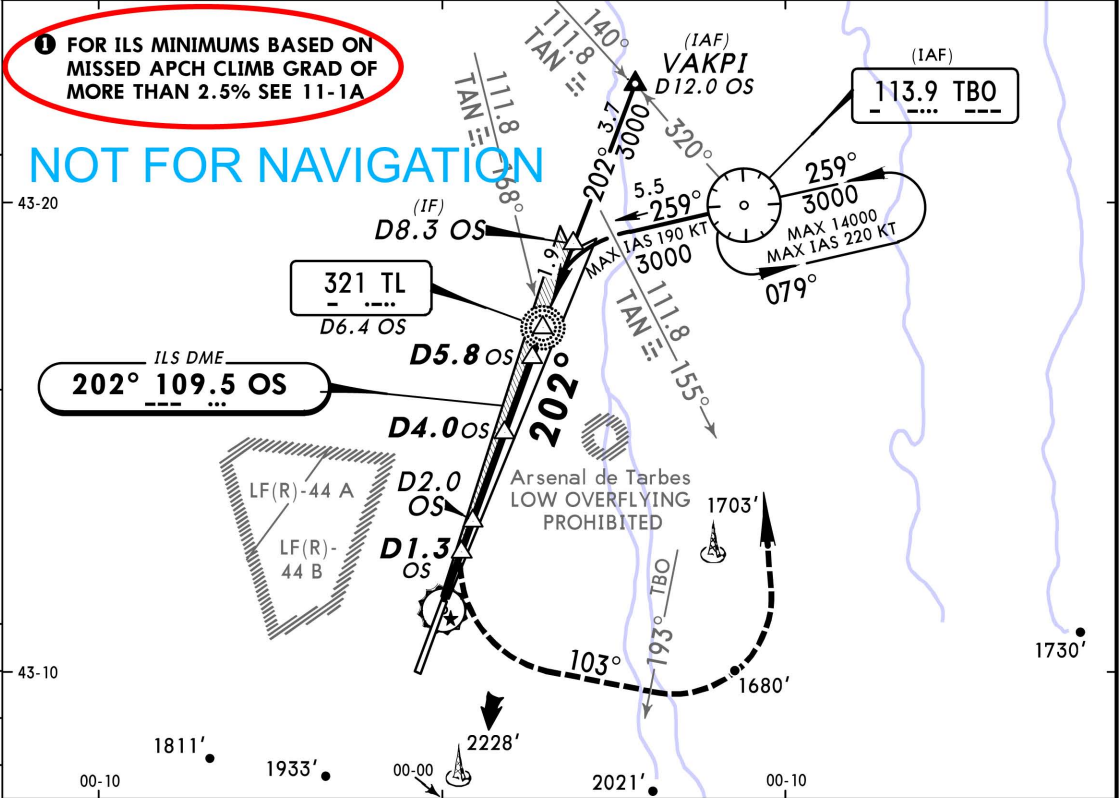 ❶ FOR ILS MINIMUMS BASED ON
MISSED APCH CLIMB GRAD OF
MORE THAN 2.5% SEE 11-1A
NOT FOR NAVIGATION
140°
111.8
TAN
(IAF)
VAKPI
D12.0 OS
(IAF)
113.9 TBO
111.8
TAN
168°
202° 3.7
3000
320°
43-20
(IF)
D8.3 OS
1.9
5.5
259°
MAX IAS 190 KT
3000
259°
3000
MAX 14000
MAX IAS 220 KT
079°
321 TL
D6.4 OS
111.8
TAN
155°
D5.8 OS
ILS DME
202° 109.5 OS
202°
D4.0 OS
LF(R)-44 A
LF(R)-
44 B
D2.0
OS
Arsenal de Tarbes
LOW OVERFLYING
PROHIBITED
1703'
D1.3
OS
193° TBO
103°
1680'
1730'
43-10
1811'
1933'
2228'
2021'
00-10
00-00
00-10